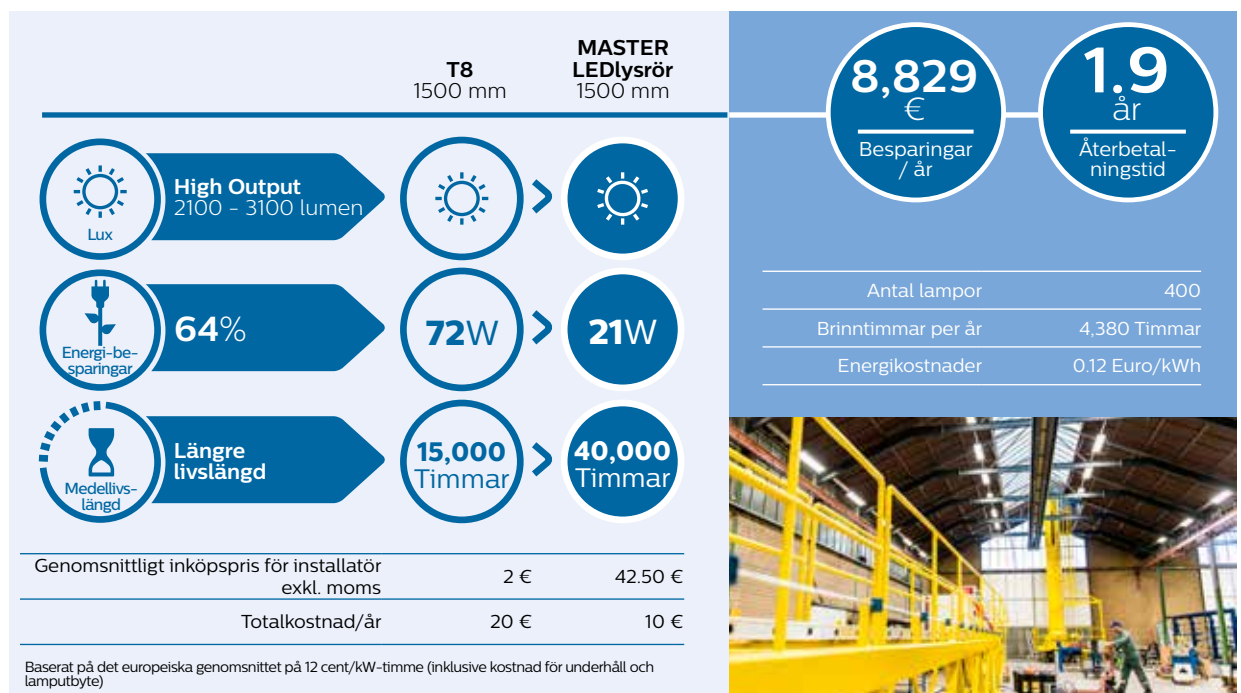 T8
1500 mm
MASTER
LEDlysrör
1500 mm
Lux
High Output
2100 - 3100 lumen
>
Energi-be-
sparingar
64%
72W
>
21W
Medellivs-
längd
Längre
livslängd
15,000
Timmar
>
40,000
Timmar
Genomsnittligt inköpspris för installatör
exkl. moms
2 €
42.50 €
Totalkostnad/år
20 €
10 €
Baserat på det europeiska genomsnittet på 12 cent/kW-timme (inklusive kostnad för underhåll och
lamputbyte)
8,829
€
Besparingar
/ år
1.9
år
Återbetal-
ningstid
Antal lampor
400
Brinntimmar per år
4,380 Timmar
Energikostnader
0.12 Euro/kWh